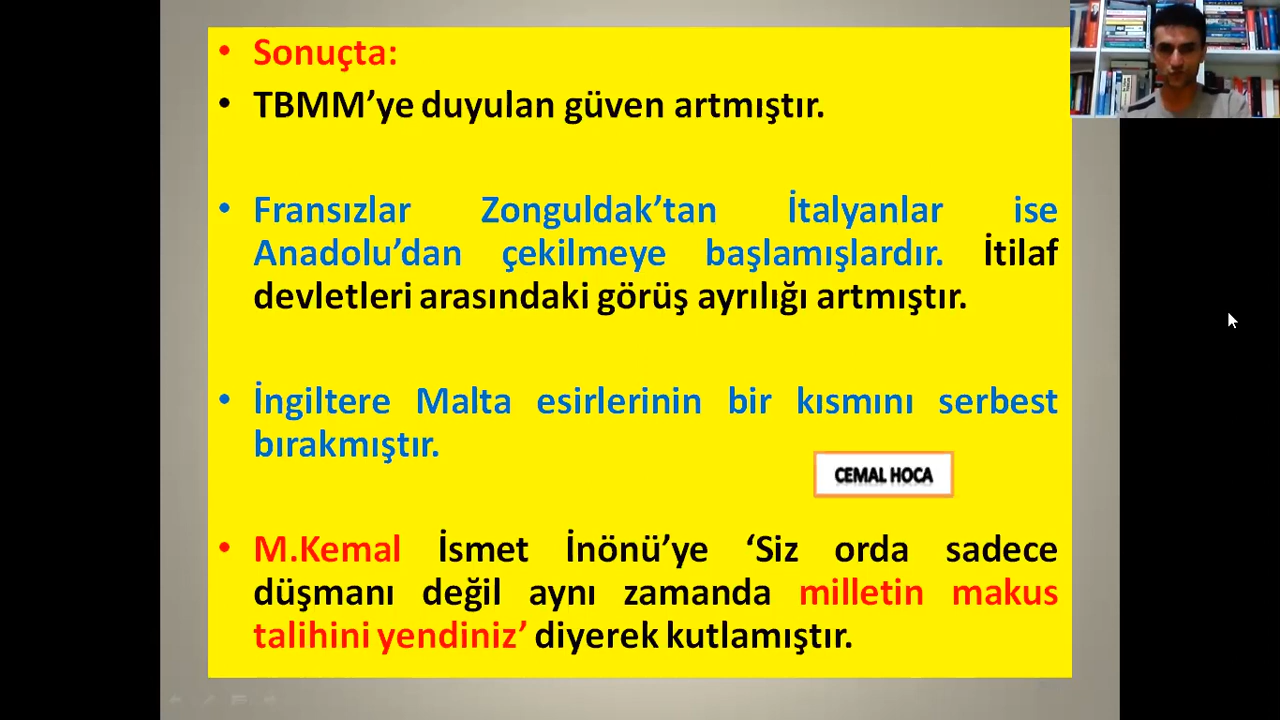 • Sonuçta:
• TBMM’ye duyulan güven artmıştır.
• Fransızlar Zonguldak’tan İtalyanlar ise
Anadolu’dan çekilmeye başlamışlardır. İtilaf
devletleri arasındaki görüş ayrılığı artmıştır.
• İngiltere Malta esirlerinin bir kısmını serbest
bırakmıştır.
CEMAL HOCA
• M.Kemal İsmet İnönü’ye ‘Siz orda sadece
düşmanı değil aynı zamanda milletin makus
talihini yendiniz’ diyerek kutlamıştır.